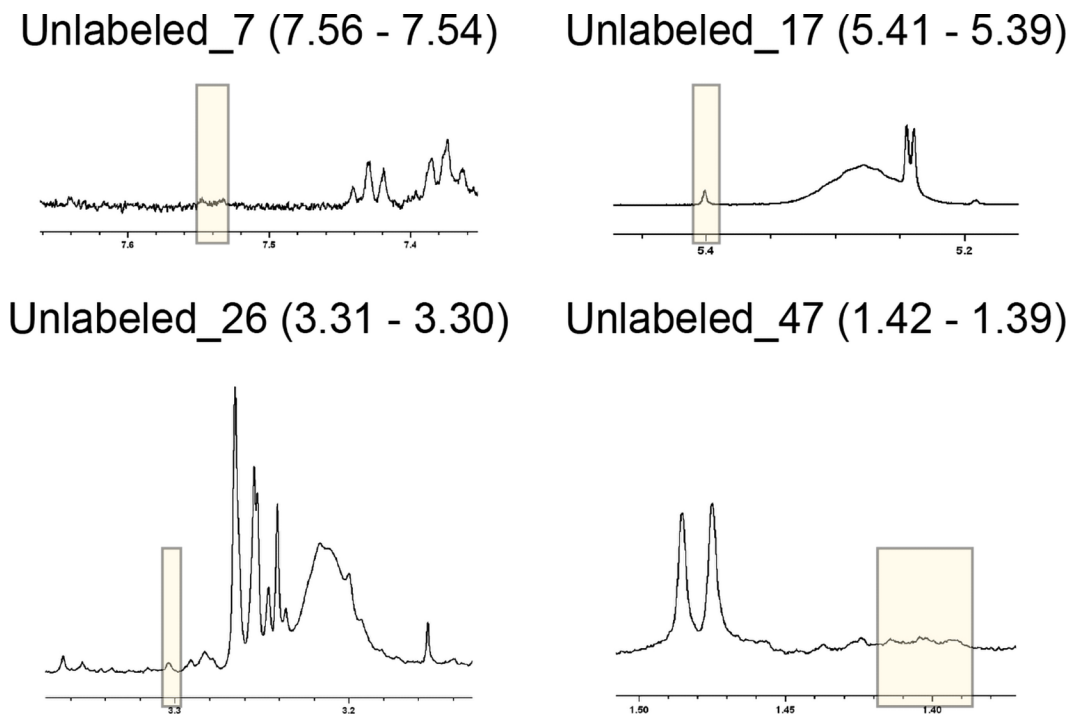 Unlabeled_7 (7.56 - 7.54)
7.6 7.5 7.4
Unlabeled_17 (5.41 - 5.39)
5.4 5.2
Unlabeled_26 (3.31 - 3.30)
3.3 3.2
Unlabeled_47 (1.42 - 1.39)
1.50 1.45 1.40